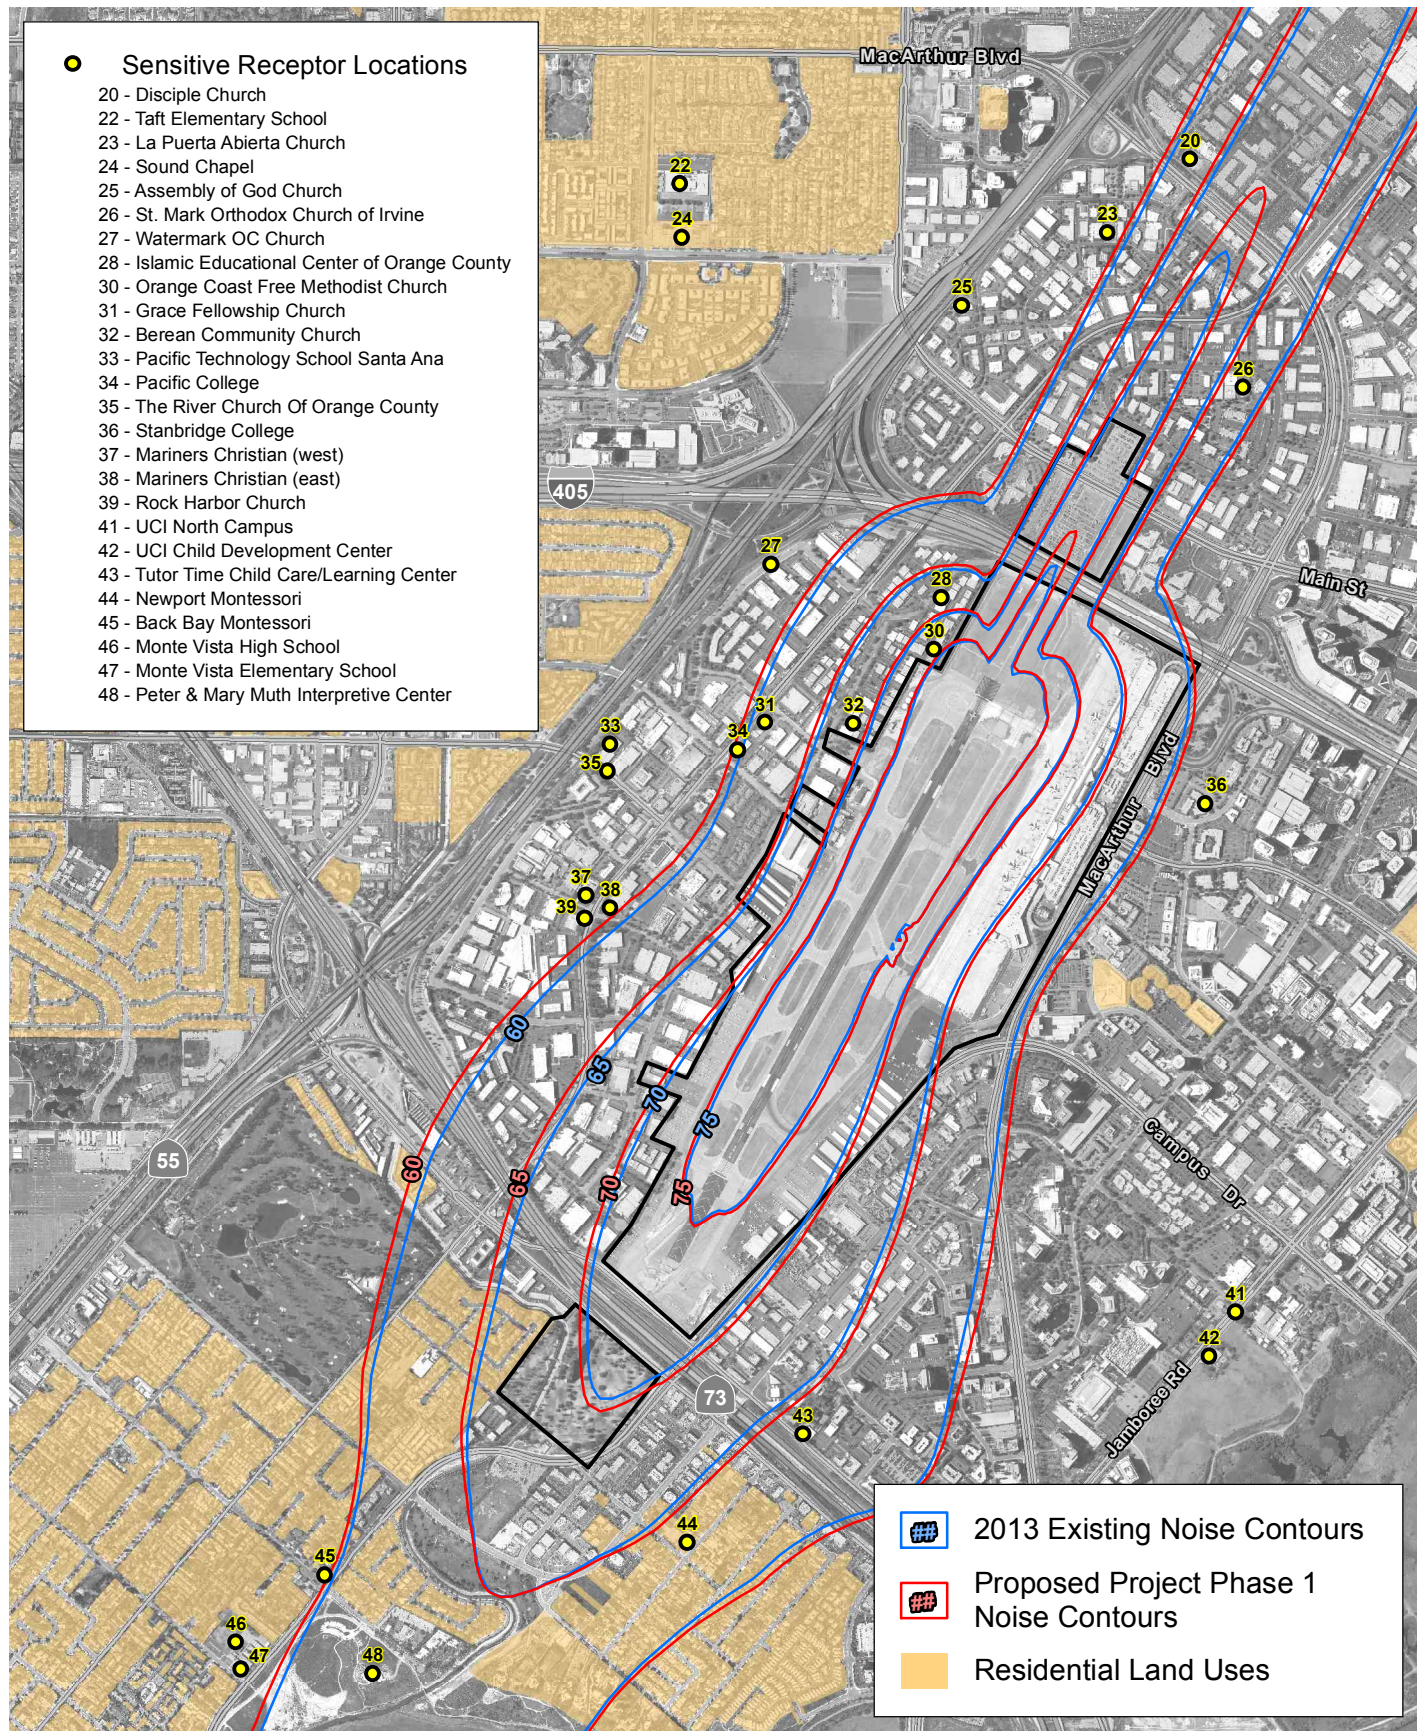 Sensitive Receptor Locations
20 - Disciple Church
22 - Taft Elementary School
23 - La Puerta Abierta Church
24 - Sound Chapel
25 - Assembly of God Church
26 - St. Mark Orthodox Church of Irvine
27 - Watermark OC Church
28 - Islamic Educational Center of Orange County
30 - Orange Coast Free Methodist Church
31 - Grace Fellowship Church
32 - Berean Community Church
33 - Pacific Technology School Santa Ana
34 - Pacific College
35 - The River Church Of Orange County
36 - Stanbridge College
37 - Mariners Christian (west)
38 - Mariners Christian (east)
39 - Rock Harbor Church
41 - UCI North Campus
42 - UCI Child Development Center
43 - Tutor Time Child Care/Learning Center
44 - Newport Montessori
45 - Back Bay Montessori
46 - Monte Vista High School
47 - Monte Vista Elementary School
48 - Peter & Mary Muth Interpretive Center
MacArthur Blvd
20
22
23
24
25
26
405
27
28
Main St
30
31
32
33
34
35
MacArthur Blvd
36
37
38
39
60
65
70
75
55
60
65
70
75
Campus Dr
41
42
Jamboree Rd
73
43
44
45
46
47
48
## 2013 Existing Noise Contours
## Proposed Project Phase 1
Noise Contours
Residential Land Uses